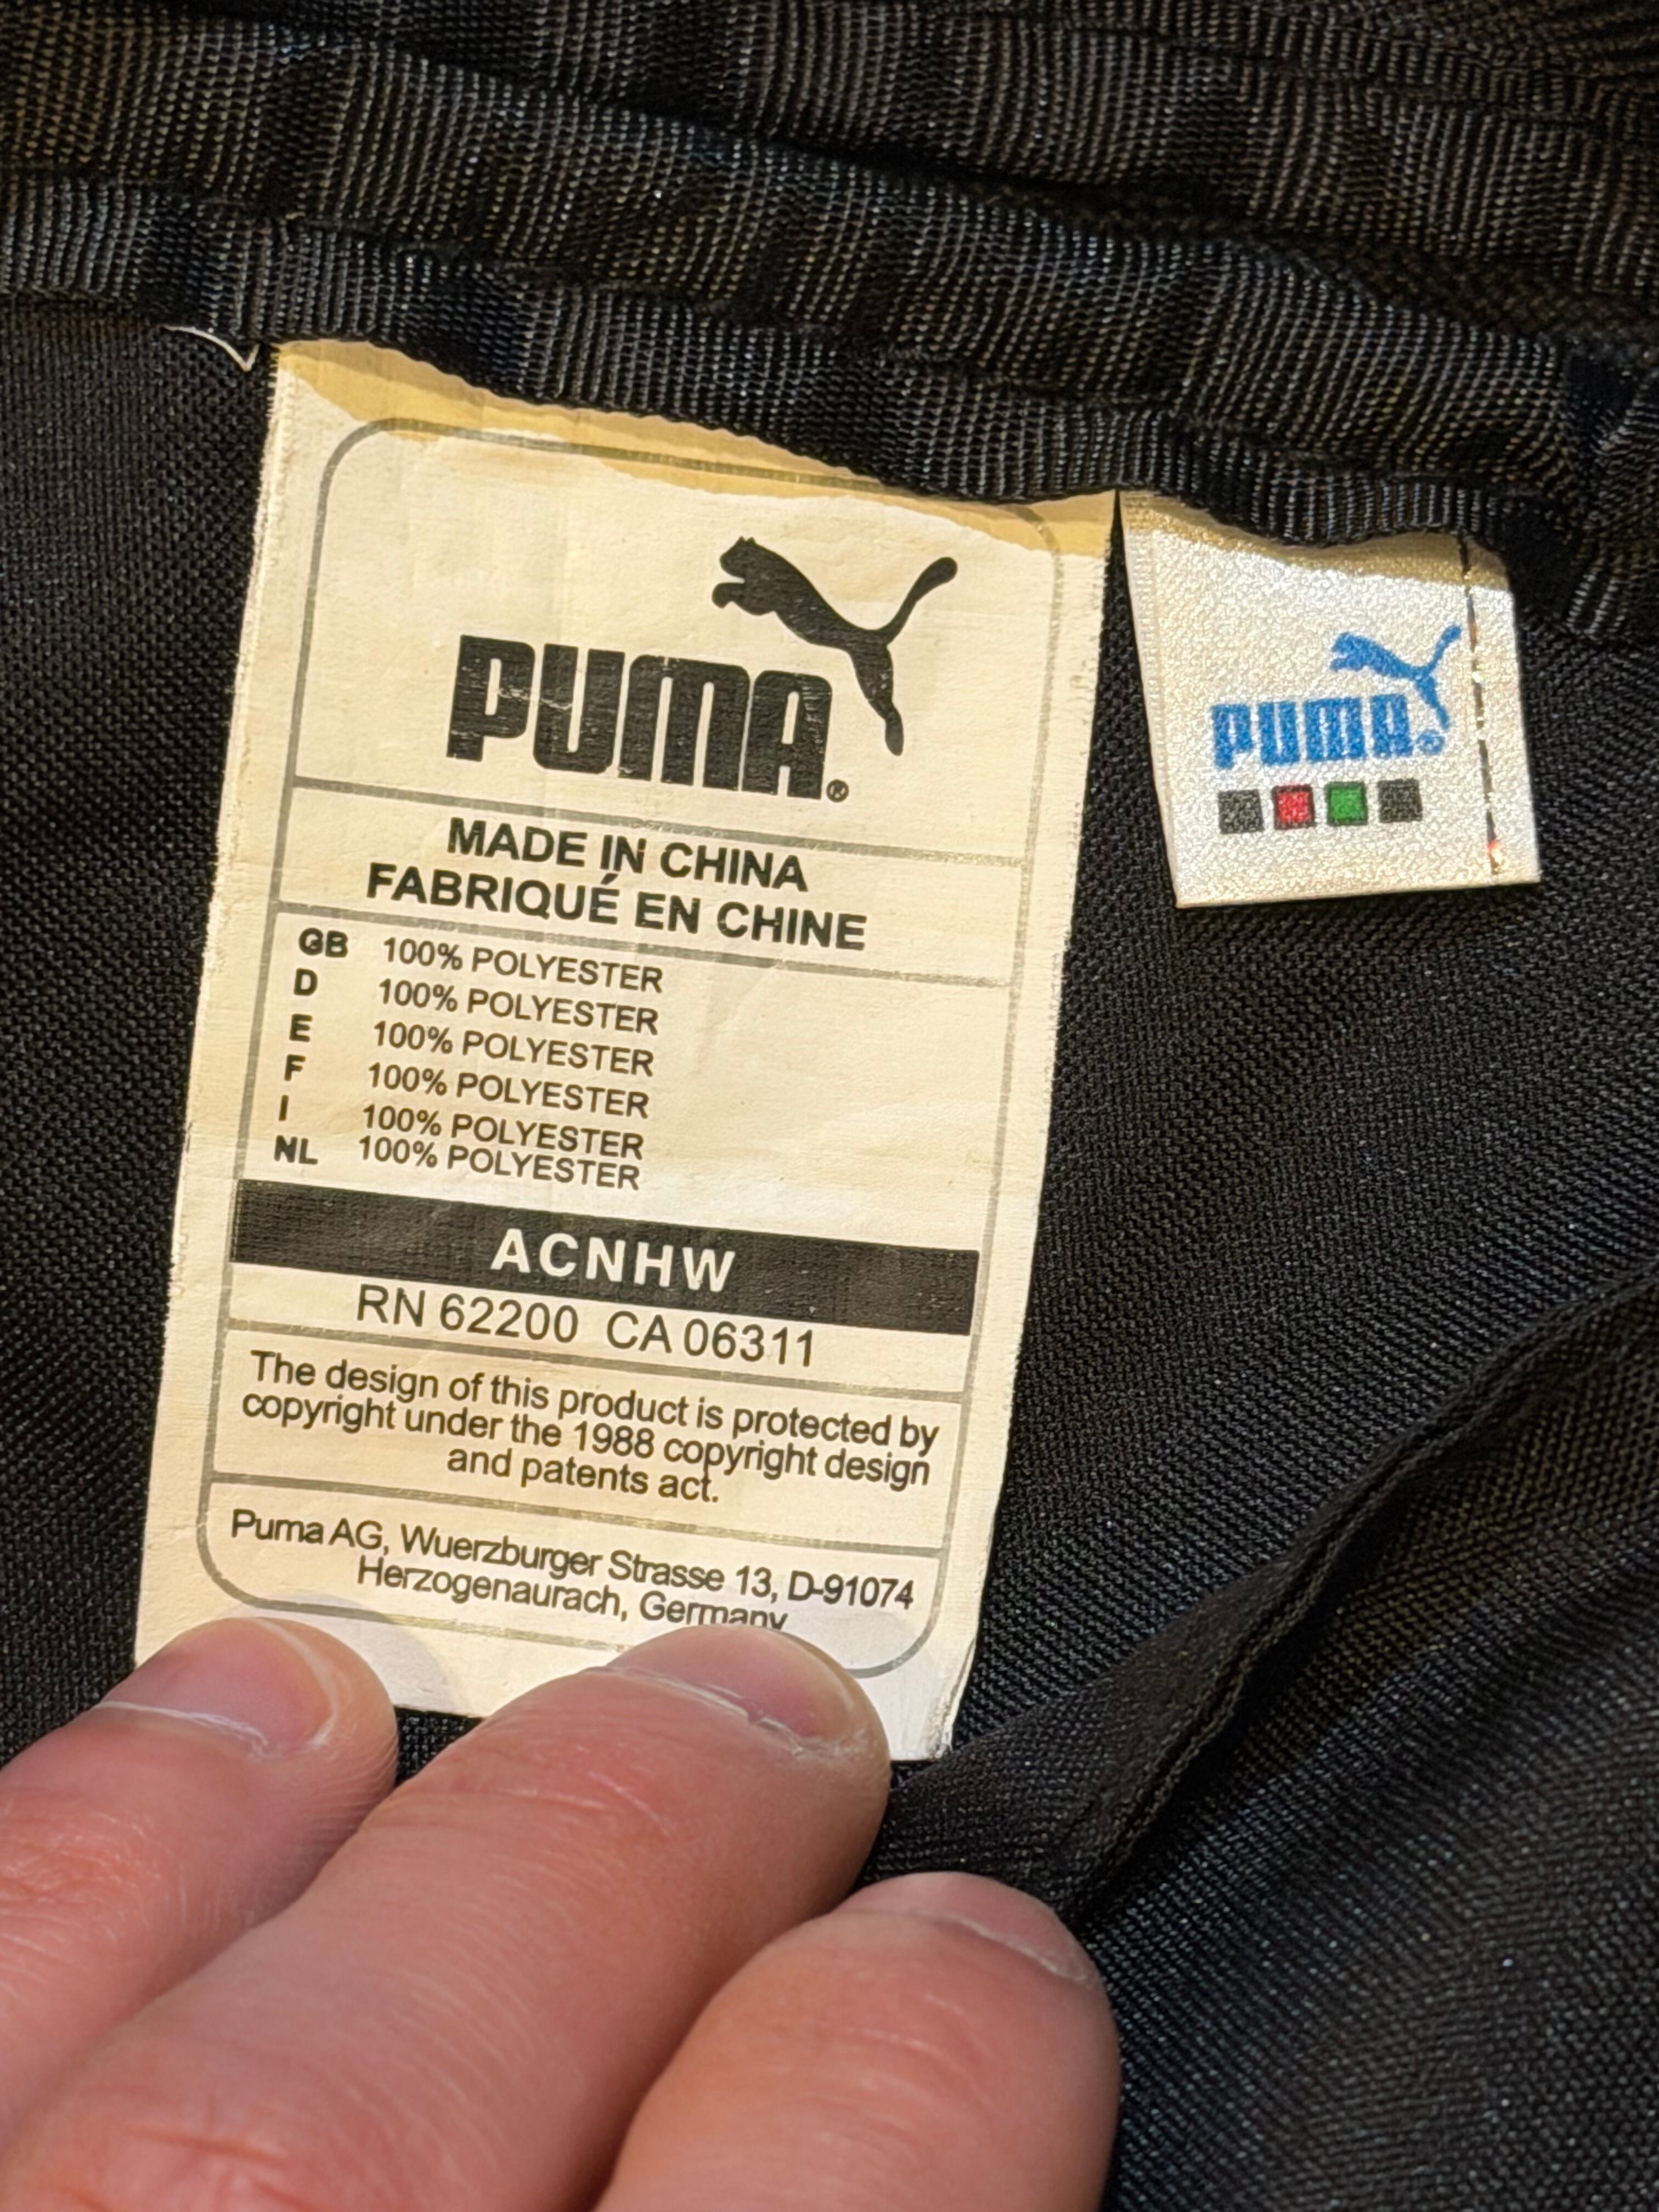 PUMA®
MADE IN CHINA
FABRIQUÉ EN CHINE
GB 100% POLYESTER
D 100% POLYESTER
E 100% POLYESTER
F 100% POLYESTER
I 100% POLYESTER
NL 100% POLYESTER
ACNHW
RN 62200 CA 06311
The design of this product is protected by
copyright under the 1988 copyright design
and patents act.
Puma AG, Wuerzburger Strasse 13, D-91074
Herzogenaurach, Germany
PUMA®